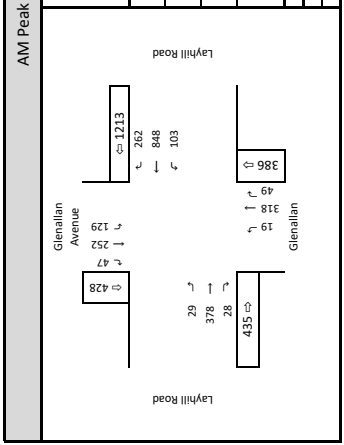 AM Peak
Layhill Road
⇩ 1213
262
848
103
Glenallan
Avenue
129
252
47
428 ⇨
386 ⇨
49
318
19
Glenallan
29
378
28
435 ⇧
Layhill Road